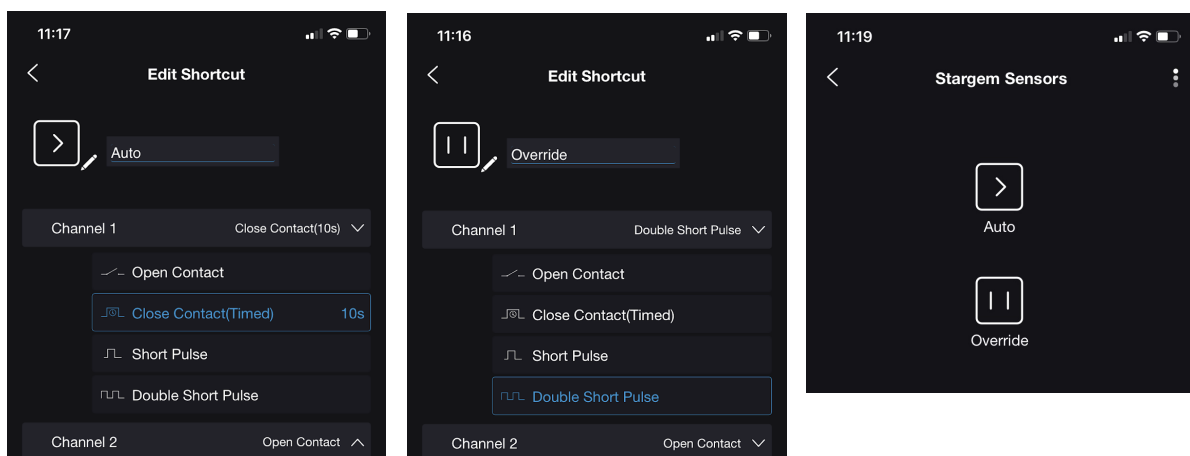 11:17
Edit Shortcut
Auto
Channel 1 Close Contact(10s)
Open Contact
Close Contact(Timed) 10s
Short Pulse
Double Short Pulse
Channel 2 Open Contact
11:16
Edit Shortcut
Override
Channel 1 Double Short Pulse
Open Contact
Close Contact(Timed)
Short Pulse
Double Short Pulse
Channel 2 Open Contact
11:19
Stargem Sensors
Auto
Override